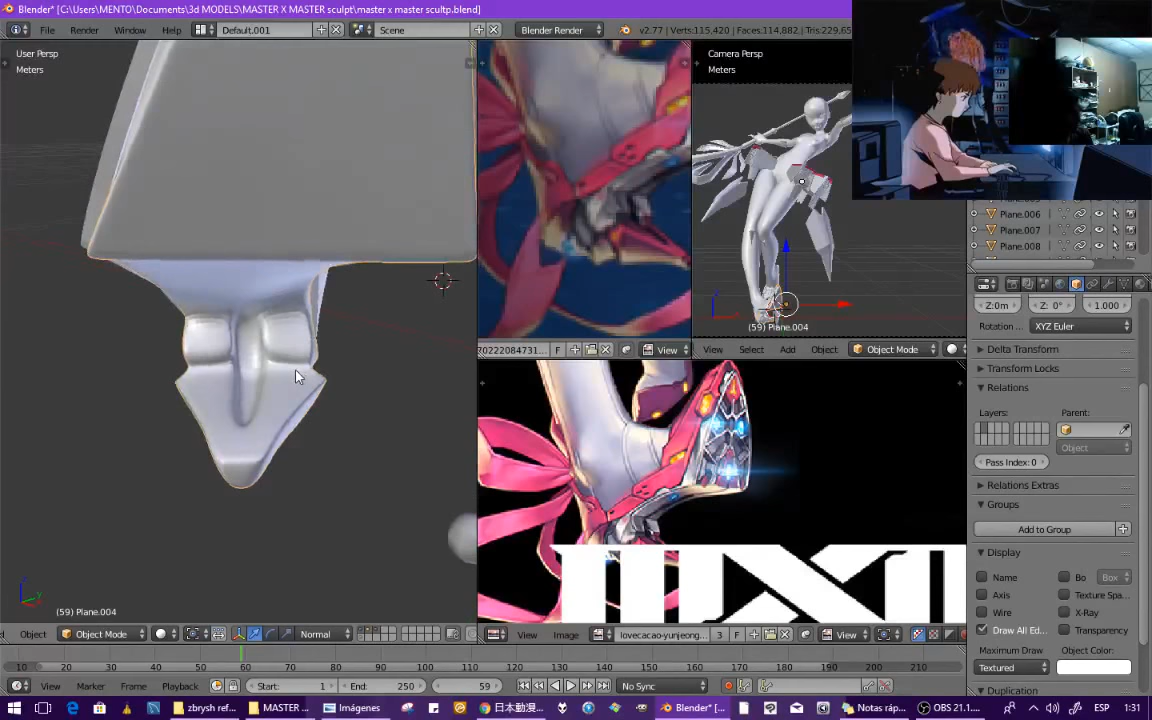 Blender* [C:\Users\MENTO\Documents\3d MODELS\MASTER X MASTER sculpt\master x master scultp.blend]
File Render Window Help Default.001 Scene Blender Render v2.77 | Verts:115,420 | Faces:114,882 | Tris:229,65
User Persp
Meters
Camera Persp
Meters
Plane.006
Plane.007
Plane.008
Z:0m Z: 0° 1.000
Rotation ... XYZ Euler
Delta Transform
Transform Locks
Relations
Layers: Parent:
Object
Pass Index: 0
Relations Extras
Groups
Add to Group
Display
Name Bo Box
Axis Texture Spa...
Wire X-Ray
Draw All Ed... Transparency
Maximum Draw Object Color:
Textured
Duplication
(59) Plane.004
70222084731... F View
View Select Add Object Object Mode
(59) Plane.004
Object Object Mode Normal
View Image lovecacao-yunjeong... 3 F View
10 20 30 40 50 60 70 80 90 100 110 120 130 140 150 160 170 180 190 200 210
View Marker Frame Playback Start: 1 End: 250 59 No Sync
zbrysh ref... MASTER ... Imágenes 日本動漫... Blender* [... Notas ráp... OBS 21.1.... ESP 1:31